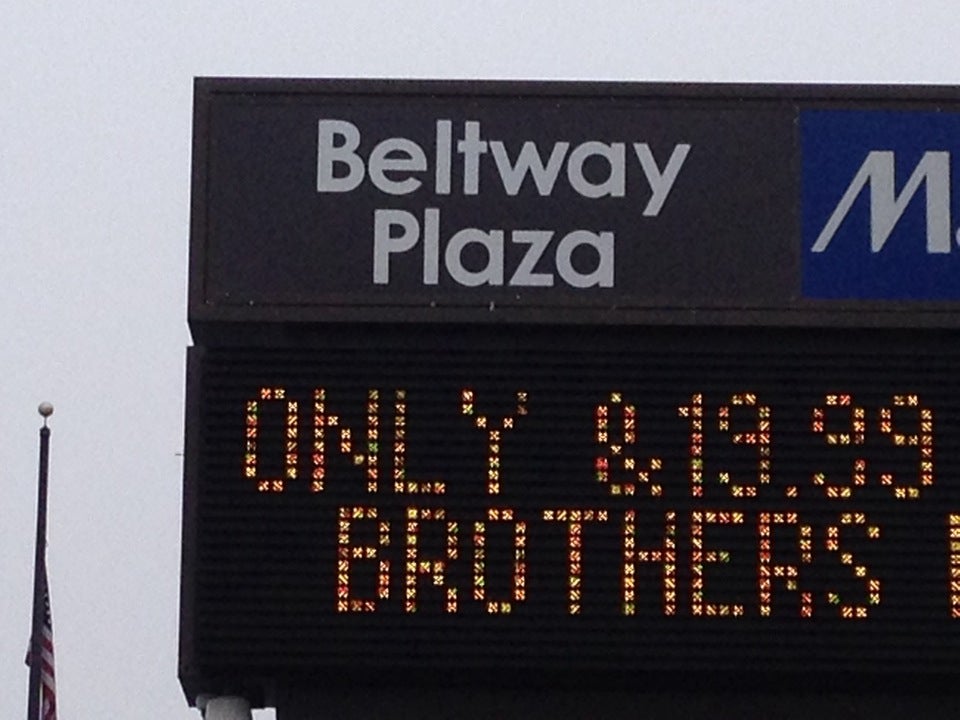 Beltway
Plaza
M
ONLY &19.99
BROTHERS